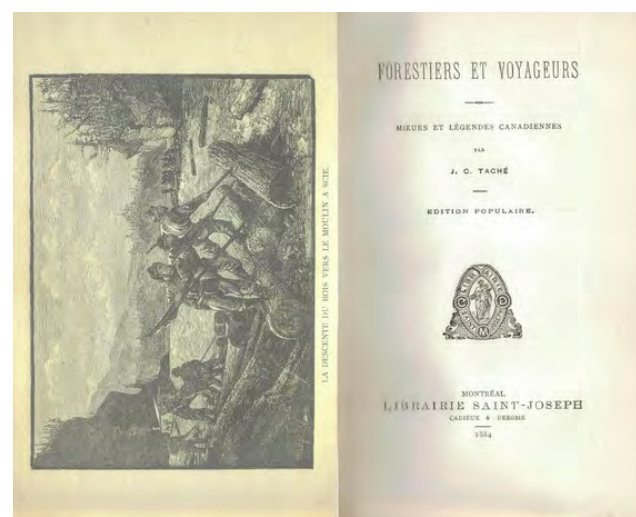 LA DESCENTE DU BOIS VERS LE MOULIN A SCIE.
FORESTIERS ET VOYAGEURS
MŒURS ET LÉGENDES CANADIENNES
PAR
J. C. TACHÉ
EDITION POPULAIRE.
MONTRÉAL
LIBRAIRIE SAINT-JOSEPH
CADIEUX & DEROME
1884